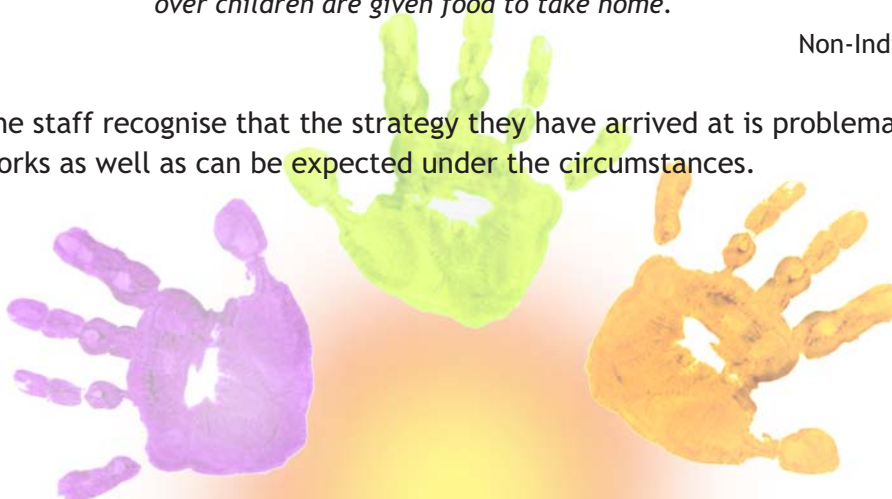 over children are given food to take home.
Non-Ind
ne staff recognise that the strategy they have arrived at is problema
orks as well as can be expected under the circumstances.